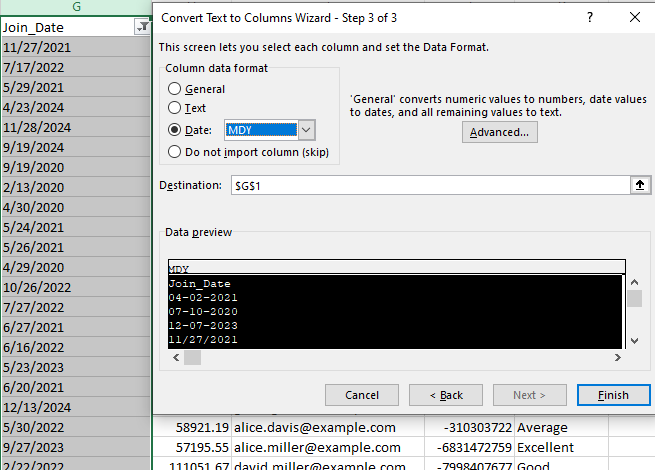 G
Join_Date
11/27/2021
7/17/2022
5/29/2021
4/23/2024
11/28/2024
9/19/2024
9/19/2020
2/13/2020
4/30/2020
5/24/2021
5/26/2021
4/29/2020
10/26/2022
7/27/2022
6/27/2021
6/16/2022
5/23/2023
6/20/2021
12/13/2024
5/30/2022
9/27/2023
2/22/2022
Convert Text to Columns Wizard - Step 3 of 3
?
This screen lets you select each column and set the Data Format.
Column data format
General
Text
Date: MDY
Do not import column (skip)
'General' converts numeric values to numbers, date values
to dates, and all remaining values to text.
Advanced...
Destination: $G$1
Data preview
MDY
Join_Date
04-02-2021
07-10-2020
12-07-2023
11/27/2021
Cancel < Back Next > Finish
58921.19 alice.davis@example.com -310303722 Average
57195.55 alice.miller@example.com -6831472759 Excellent
111051.67 david.miller@example.com -7998407677 Good